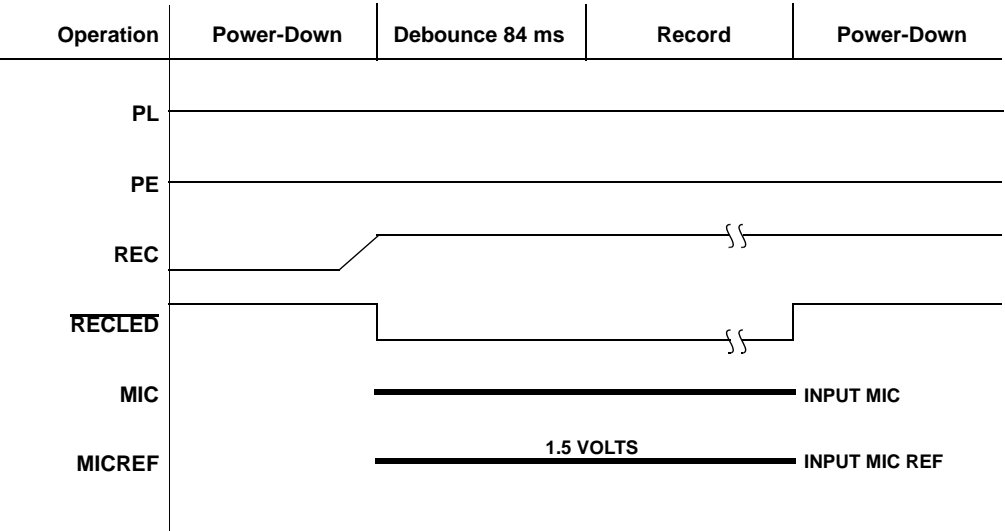 Operation Power-Down Debounce 84 ms Record Power-Down
PL
PE
REC
RECLED
MIC INPUT MIC
1.5 VOLTS
MICREF INPUT MIC REF